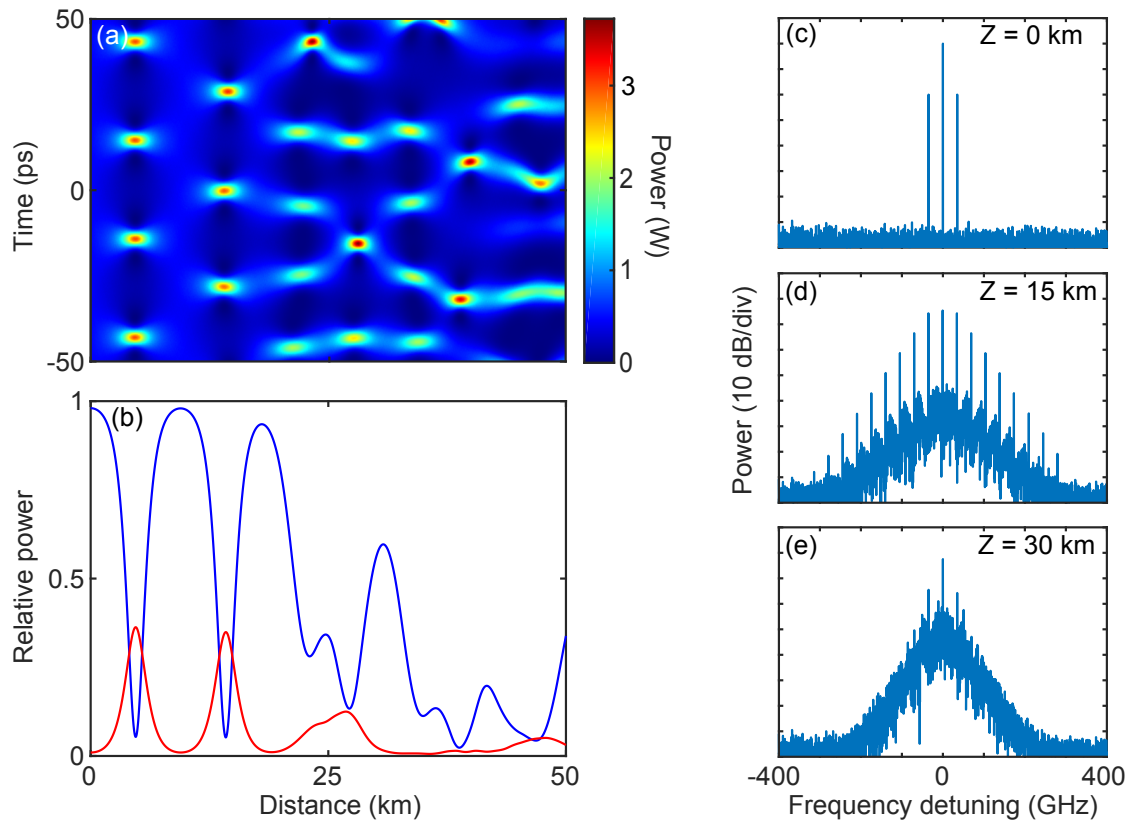 (a)
50
0
-50
Time (ps)
3
2
1
0
Power (W)
(b)
1
0.5
0
Relative power
0
25
50
Distance (km)
(c)
Z = 0 km
(d)
Z = 15 km
(e)
Z = 30 km
Power (10 dB/div)
-400
0
400
Frequency detuning (GHz)